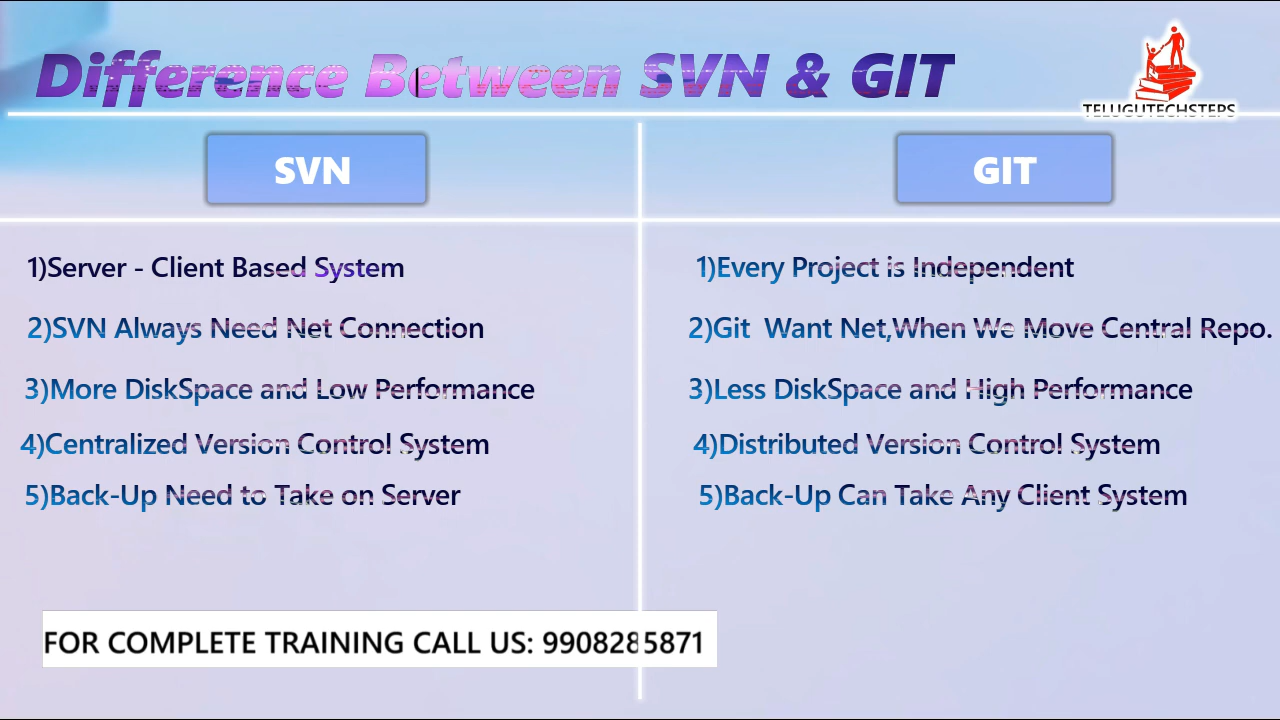 Difference Between SVN & GIT
TELUGUTECHSTEPS
SVN
1)Server - Client Based System
2)SVN Always Need Net Connection
3)More DiskSpace and Low Performance
4)Centralized Version Control System
5)Back-Up Need to Take on Server
GIT
1)Every Project is Independent
2)Git  Want Net,When We Move Central Repo.
3)Less DiskSpace and High Performance
4)Distributed Version Control System
5)Back-Up Can Take Any Client System
FOR COMPLETE TRAINING CALL US: 9908285871